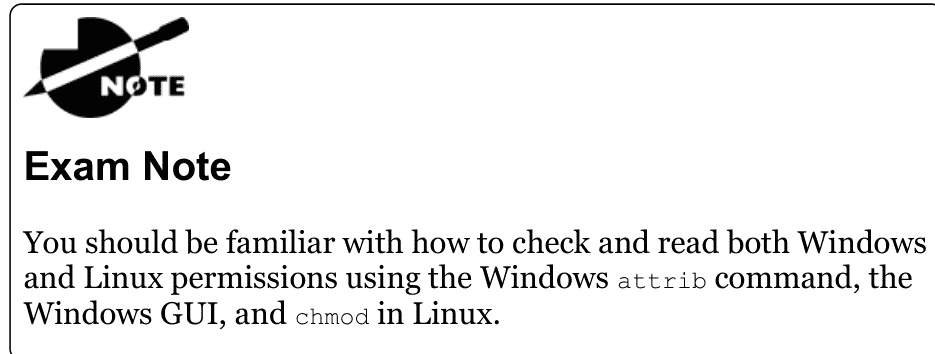 NOTE
Exam Note
You should be familiar with how to check and read both Windows
and Linux permissions using the Windows attrib command, the
Windows GUI, and chmod in Linux.